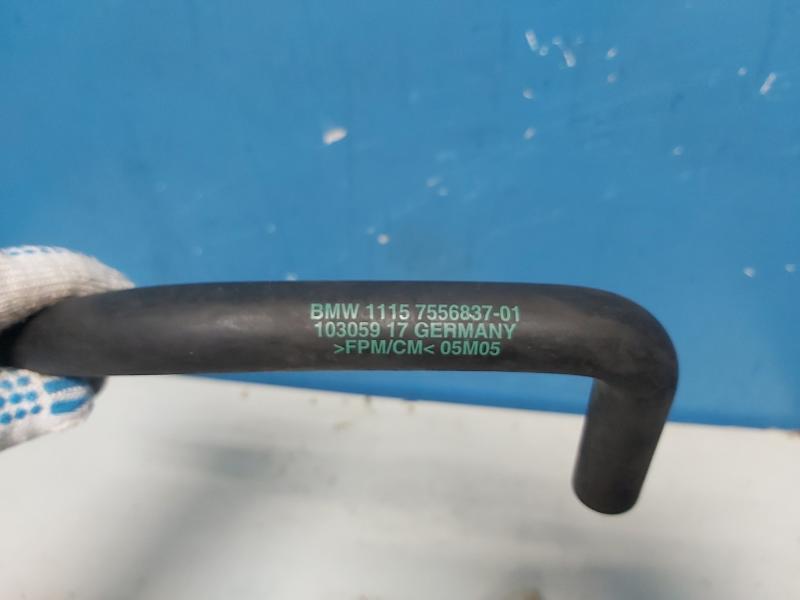 BMW 1115 7556837-01
103059 17 GERMANY
>FPM/CM< 05M05